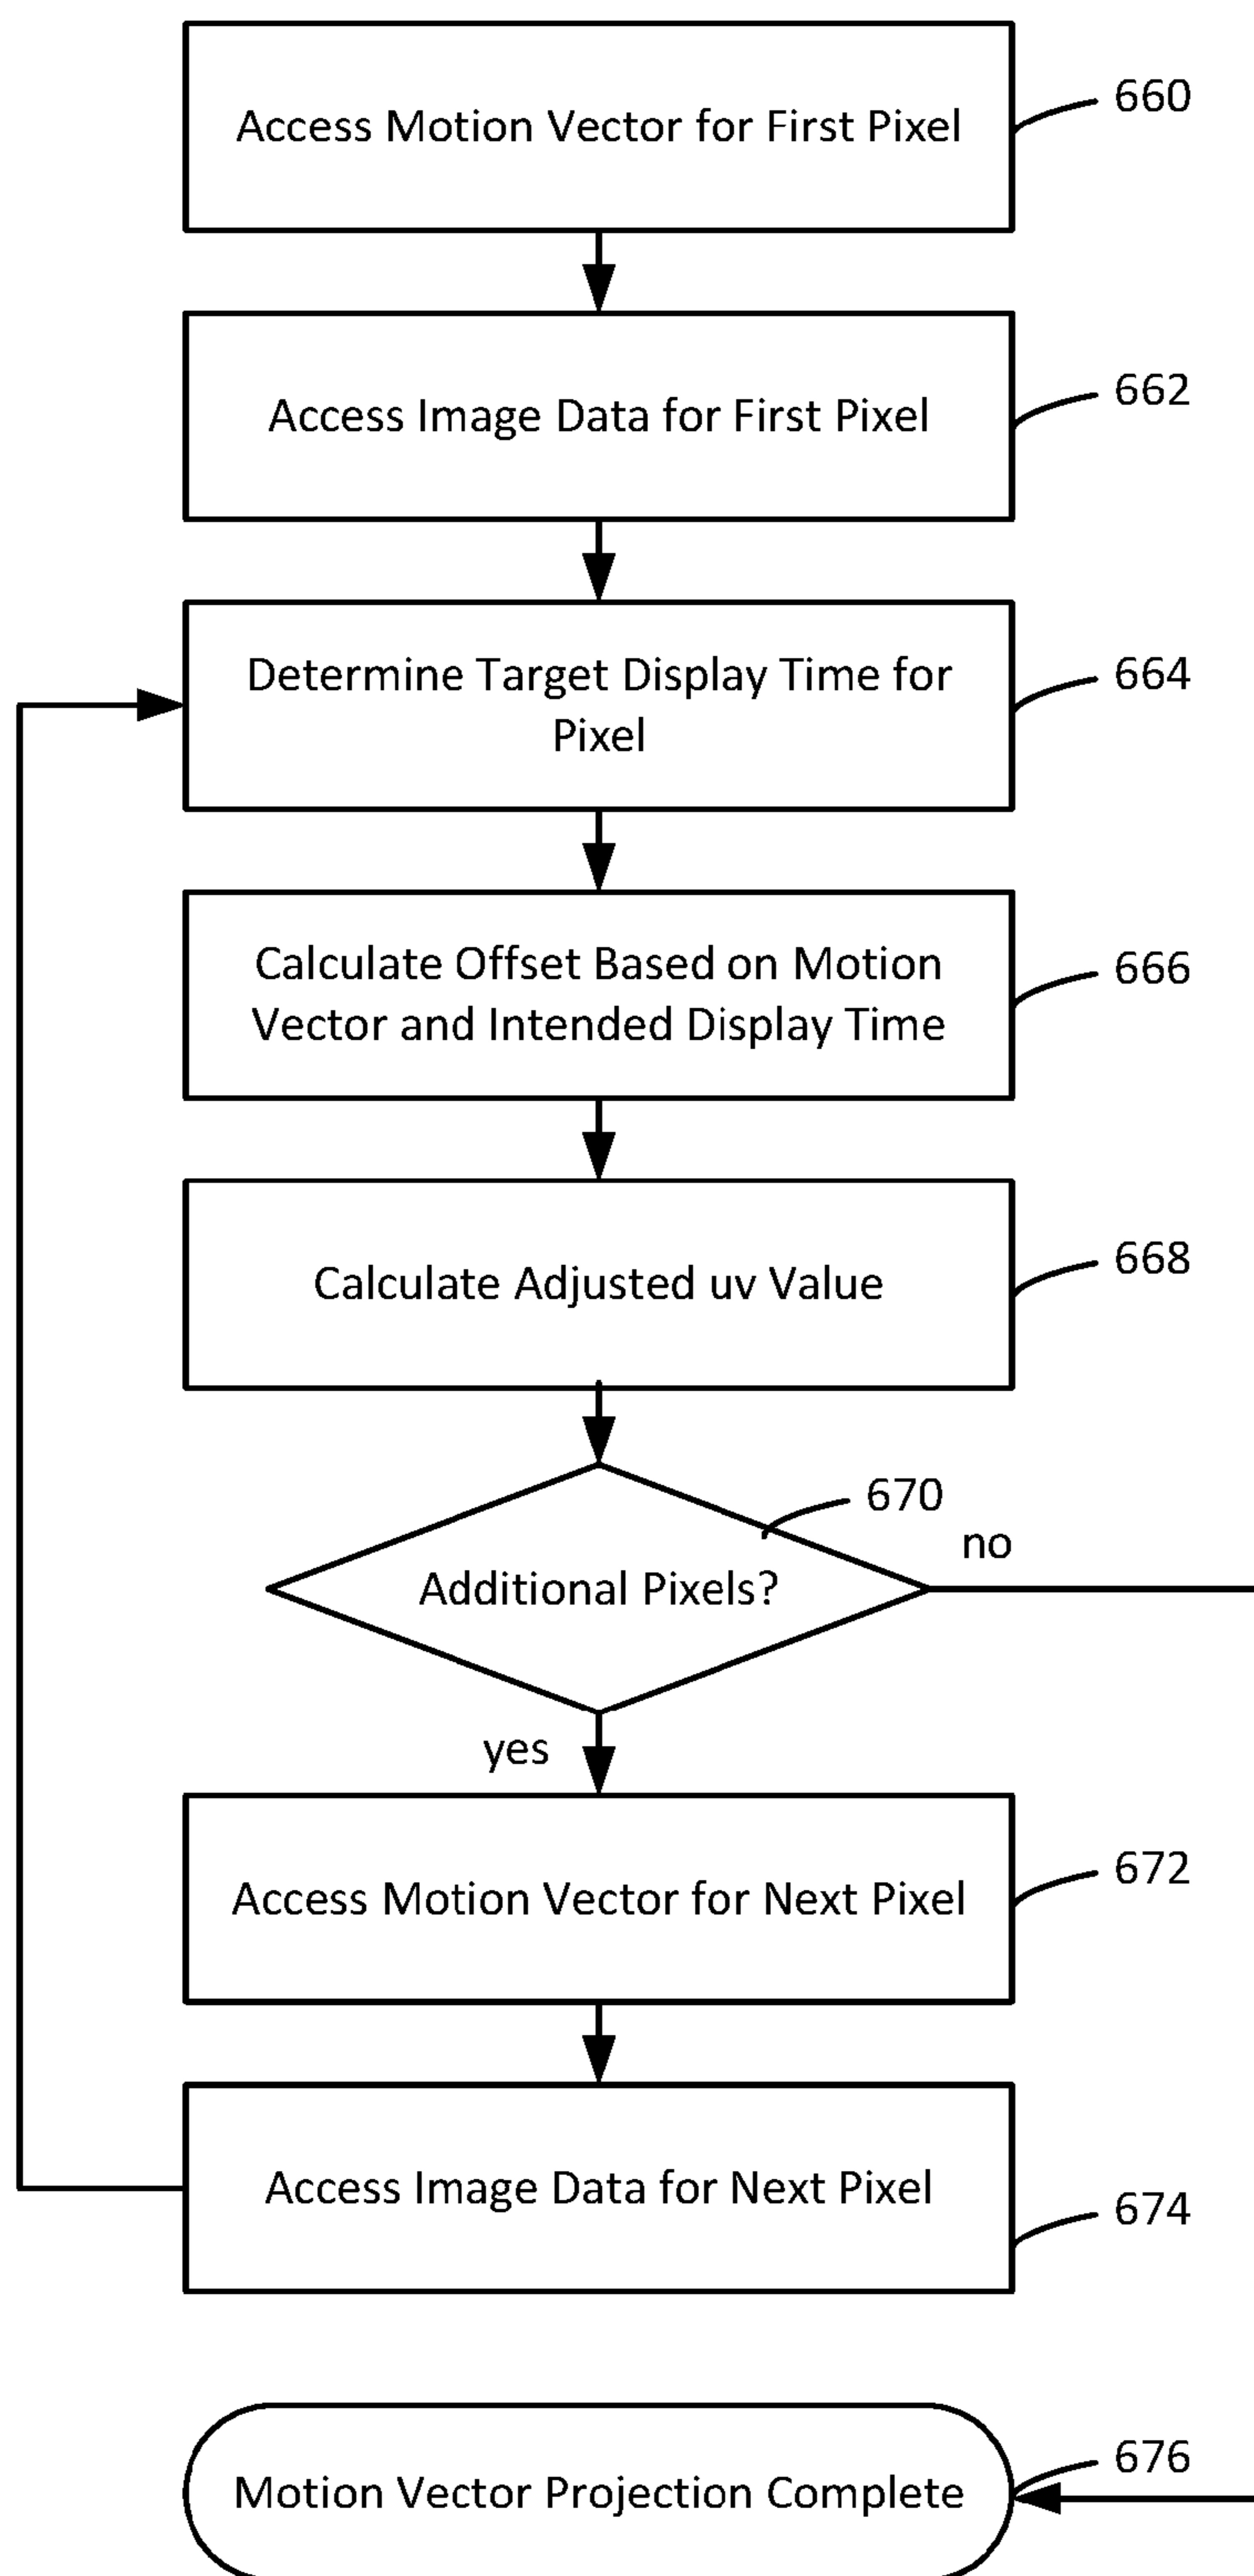 Access Motion Vector for First Pixel
660
Access Image Data for First Pixel
662
Determine Target Display Time for
Pixel
664
Calculate Offset Based on Motion
Vector and Intended Display Time
666
Calculate Adjusted uv Value
668
670
no
Additional Pixels?
yes
Access Motion Vector for Next Pixel
672
Access Image Data for Next Pixel
674
Motion Vector Projection Complete
676